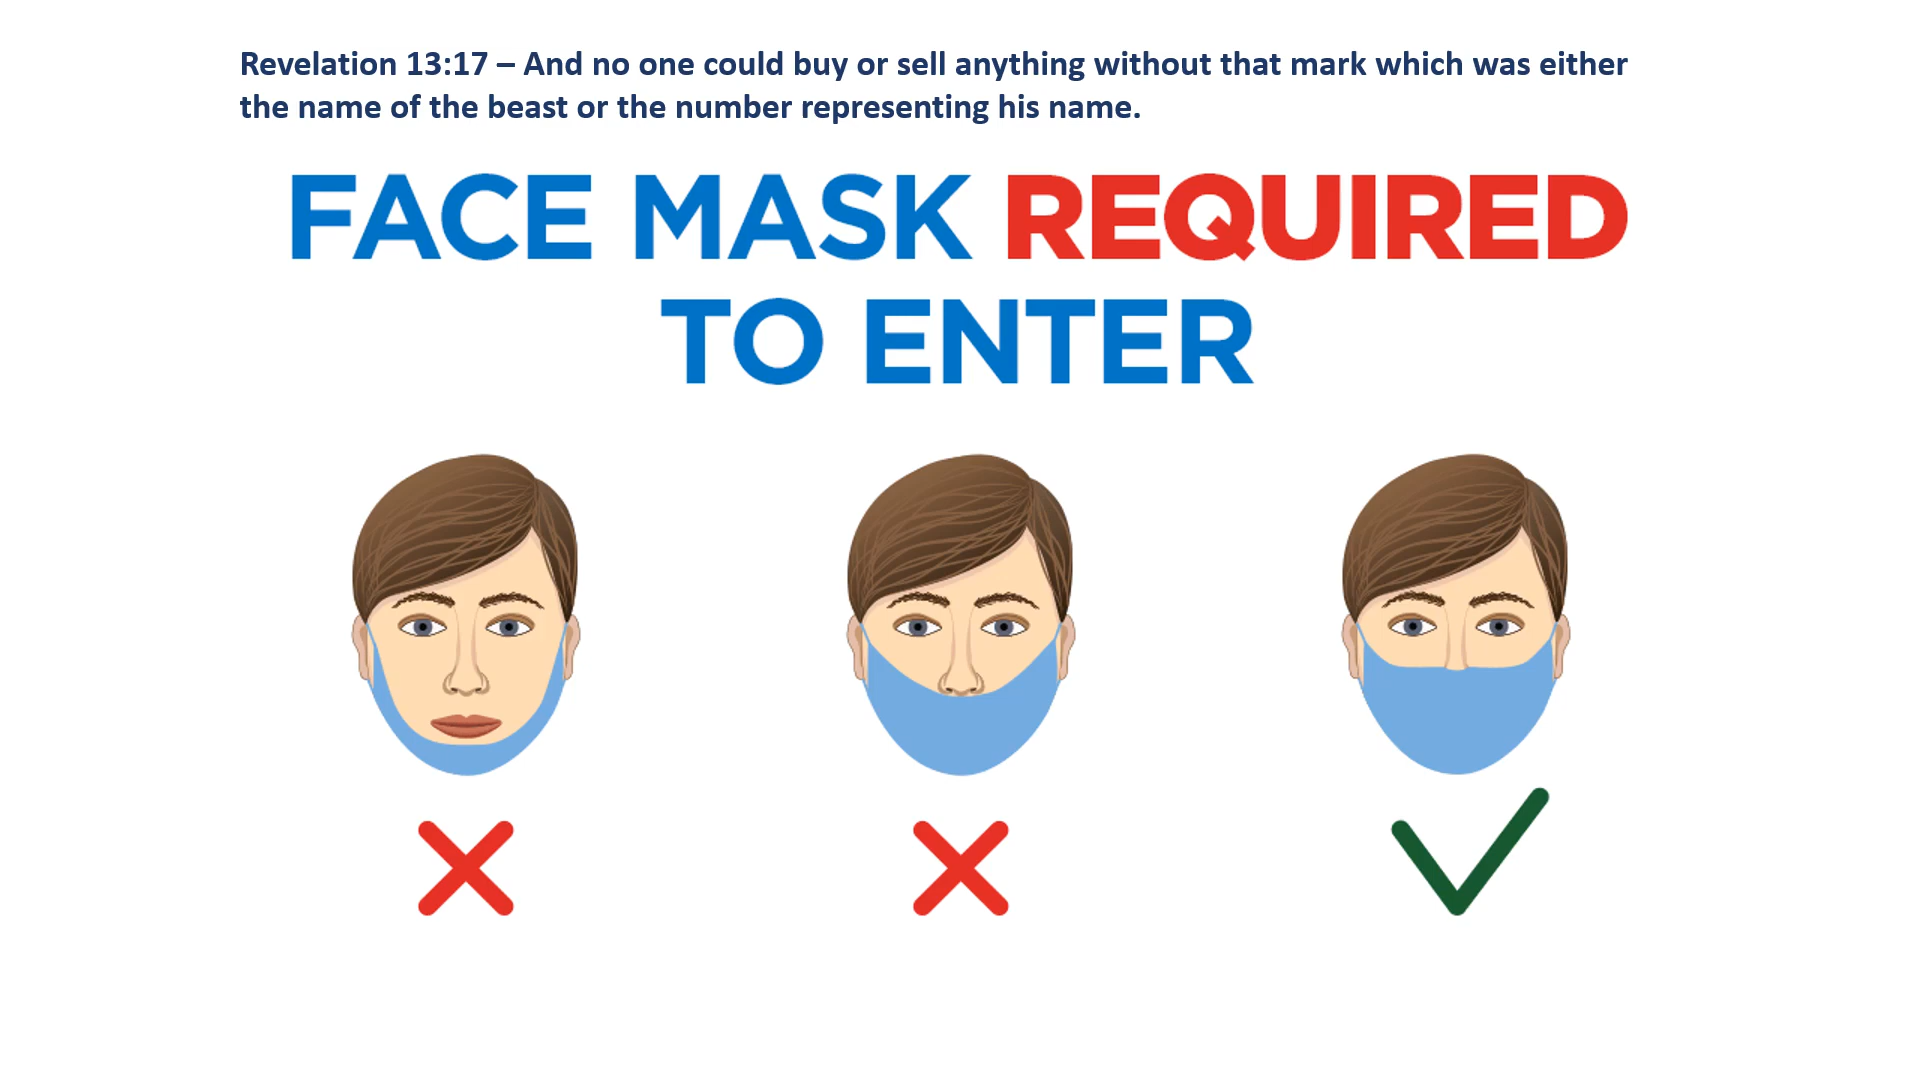 Revelation 13:17 – And no one could buy or sell anything without that mark which was either
the name of the beast or the number representing his name.
FACE MASK REQUIRED
TO ENTER